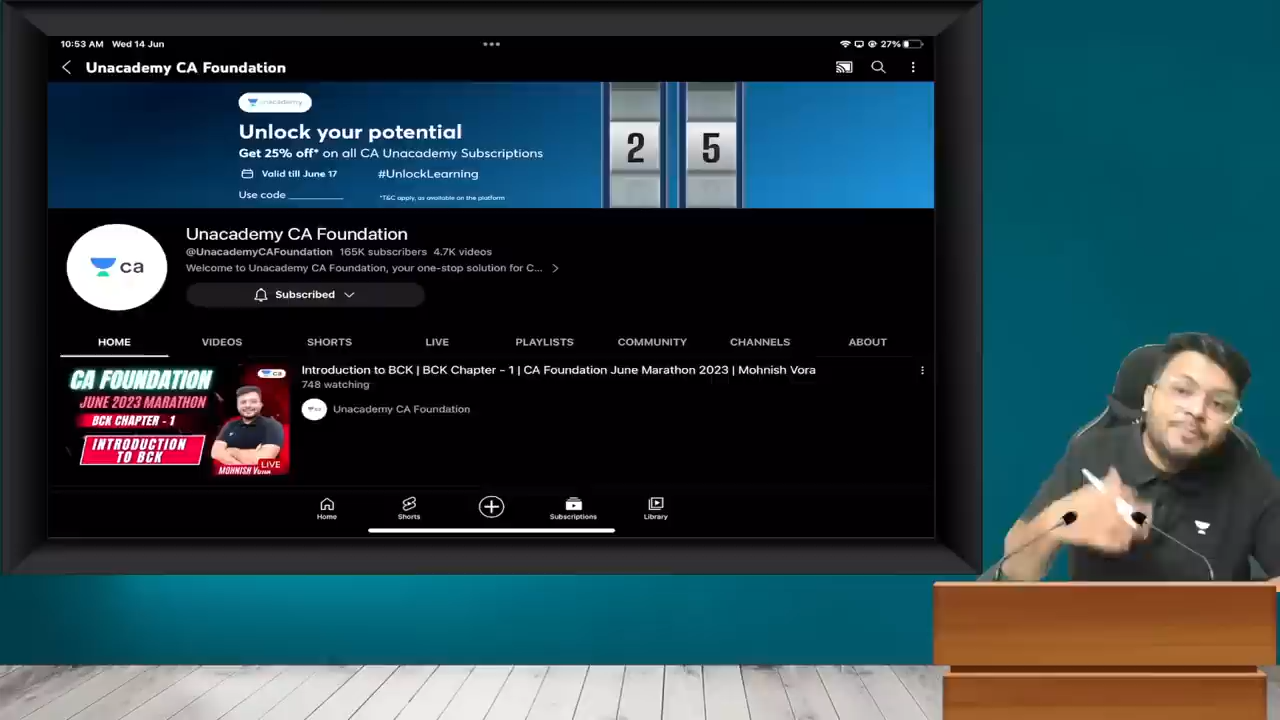 10:53 AM Wed 14 Jun
27%
Unacademy CA Foundation
unacademy
Unlock your potential
Get 25% off* on all CA Unacademy Subscriptions
Valid till June 17 #UnlockLearning
Use code
*T&C apply, as available on the platform
2 5
ca
Unacademy CA Foundation
@UnacademyCAFoundation 165K subscribers 4.7K videos
Welcome to Unacademy CA Foundation, your one-stop solution for C...
Subscribed
HOME VIDEOS SHORTS LIVE PLAYLISTS COMMUNITY CHANNELS ABOUT
CA FOUNDATION
JUNE 2023 MARATHON
BCK CHAPTER - 1
INTRODUCTION
TO BCK
ca
LIVE
MOHNISH VORA
Introduction to BCK | BCK Chapter - 1 | CA Foundation June Marathon 2023 | Mohnish Vora
748 watching
Unacademy CA Foundation
Home Shorts Subscriptions Library